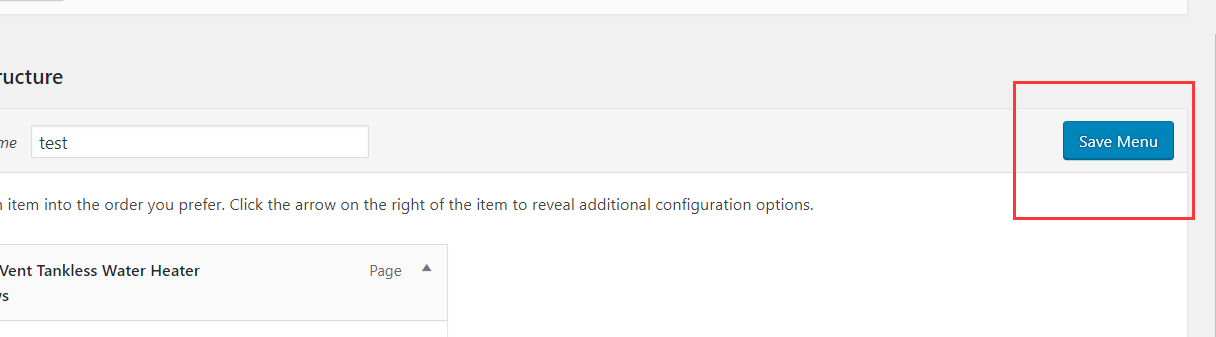 ructure
me test Save Menu
n item into the order you prefer. Click the arrow on the right of the item to reveal additional configuration options.
Vent Tankless Water Heater Page
ws